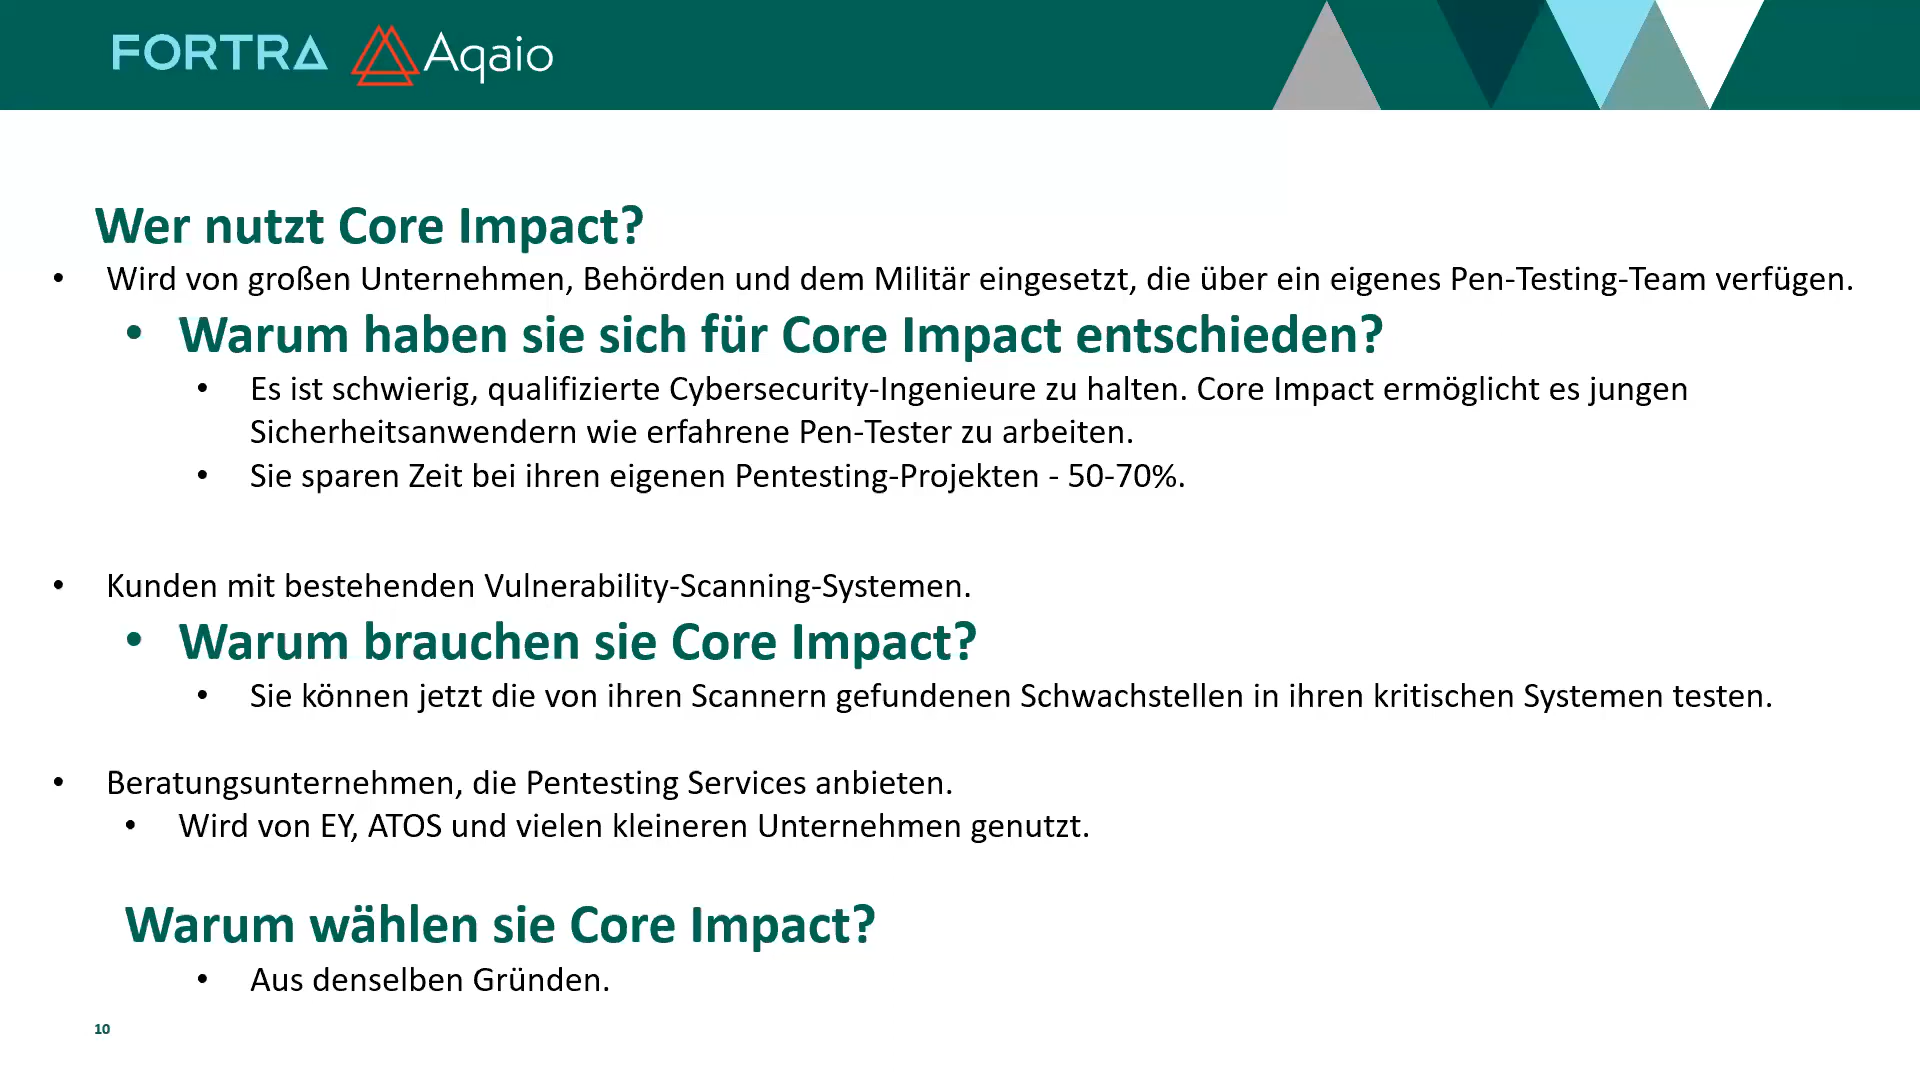 FORTRA Aqaio
Wer nutzt Core Impact?
• Wird von großen Unternehmen, Behörden und dem Militär eingesetzt, die über ein eigenes Pen-Testing-Team verfügen.
• Warum haben sie sich für Core Impact entschieden?
• Es ist schwierig, qualifizierte Cybersecurity-Ingenieure zu halten. Core Impact ermöglicht es jungen
Sicherheitsanwendern wie erfahrene Pen-Tester zu arbeiten.
• Sie sparen Zeit bei ihren eigenen Pentesting-Projekten - 50-70%.
• Kunden mit bestehenden Vulnerability-Scanning-Systemen.
• Warum brauchen sie Core Impact?
• Sie können jetzt die von ihren Scannern gefundenen Schwachstellen in ihren kritischen Systemen testen.
• Beratungsunternehmen, die Pentesting Services anbieten.
• Wird von EY, ATOS und vielen kleineren Unternehmen genutzt.
Warum wählen sie Core Impact?
• Aus denselben Gründen.
10